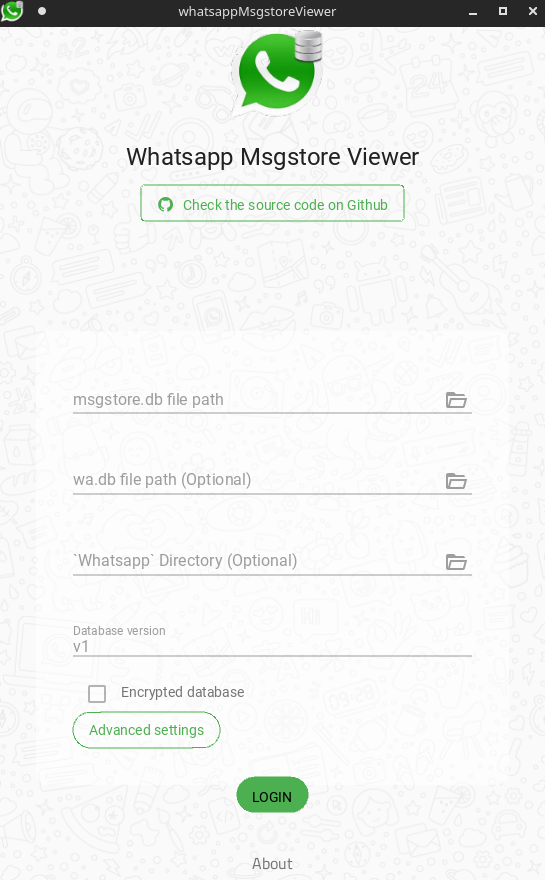 whatsappMsgstoreViewer
Whatsapp Msgstore Viewer
Check the source code on Github
msgstore.db file path
wa.db file path (Optional)
`Whatsapp` Directory (Optional)
Database version
v1
Encrypted database
Advanced settings
LOGIN
About